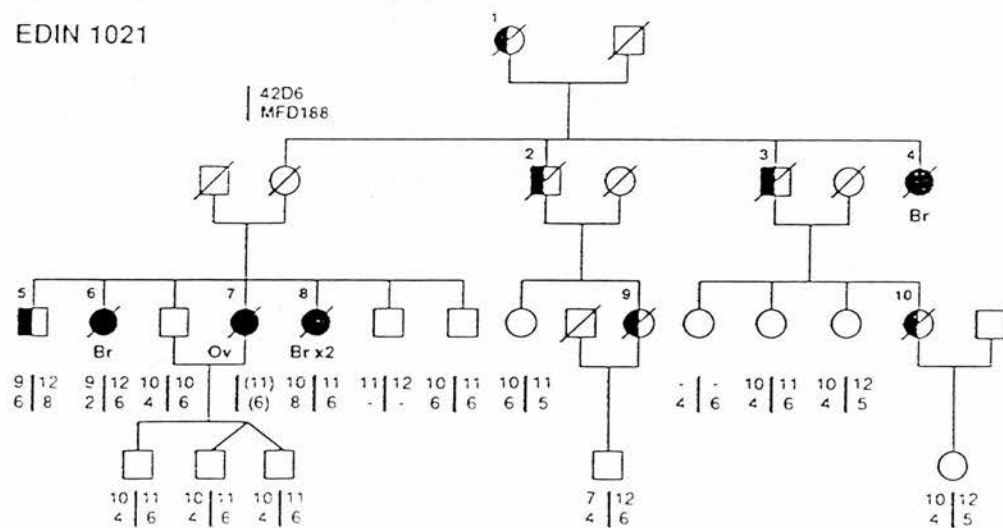 EDIN 1021
1
42D6
MFD188
2 3 4
Br
5 6 7 8 9 10
Br Ov Br x2
9 | 12 9 | 12 10 | 10 | (11) 10 | 11 11 | 12 10 | 11 10 | 11 - | - 10 | 11 10 | 12
6 | 8 2 | 6 4 | 6 | (6) 8 | 6 - | - 6 | 6 6 | 5 4 | 6 4 | 6 4 | 5
10 | 11 10 | 11 10 | 11 7 | 12 10 | 12
4 | 6 4 | 6 4 | 6 4 | 6 4 | 5